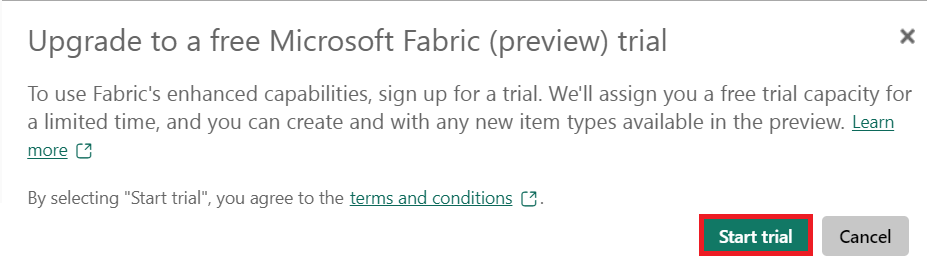 Upgrade to a free Microsoft Fabric (preview) trial
To use Fabric's enhanced capabilities, sign up for a trial. We'll assign you a free trial capacity for
a limited time, and you can create and with any new item types available in the preview. Learn
more
By selecting "Start trial", you agree to the terms and conditions .
Start trial Cancel